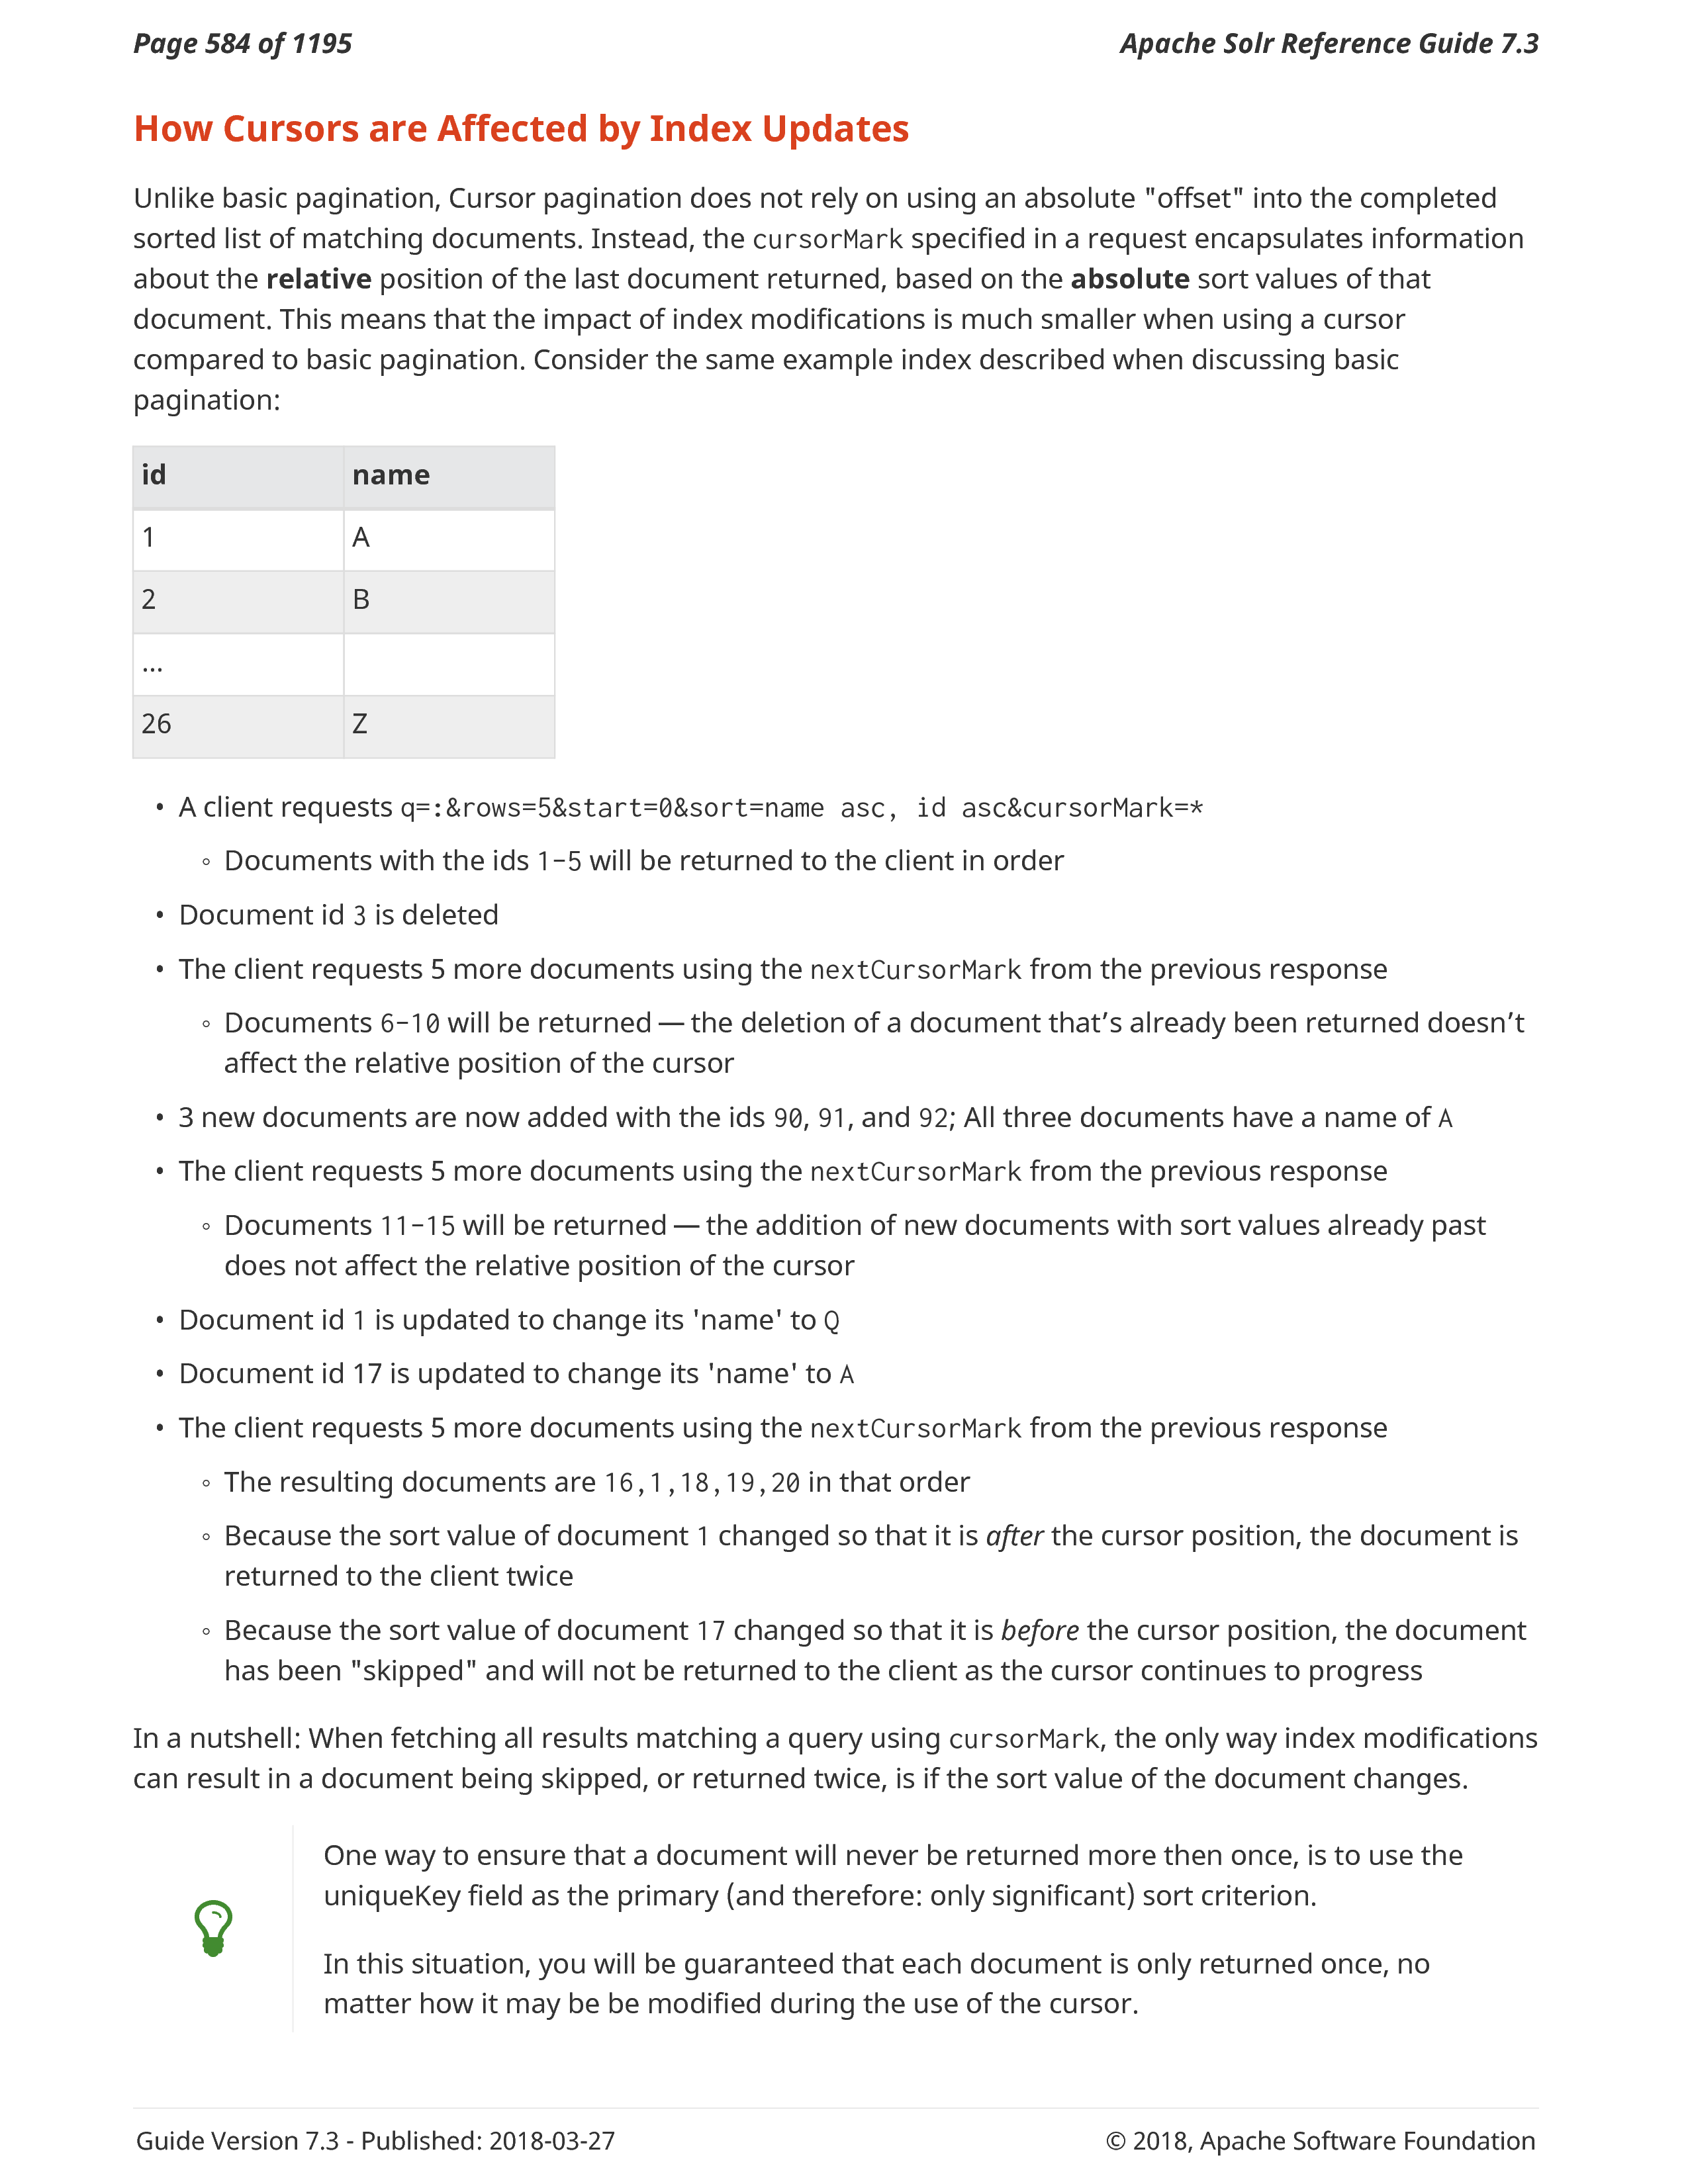 Page 584 of 1195
Apache Solr Reference Guide 7.3
How Cursors are Affected by Index Updates
Unlike basic pagination, Cursor pagination does not rely on using an absolute "offset" into the completed
sorted list of matching documents. Instead, the cursorMark specified in a request encapsulates information
about the relative position of the last document returned, based on the absolute sort values of that
document. This means that the impact of index modifications is much smaller when using a cursor
compared to basic pagination. Consider the same example index described when discussing basic
pagination:
id name
1 A
2 B
…
26 Z
• A client requests q=:&rows=5&start=0&sort=name asc, id asc&cursorMark=*
◦ Documents with the ids 1-5 will be returned to the client in order
• Document id 3 is deleted
• The client requests 5 more documents using the nextCursorMark from the previous response
◦ Documents 6-10 will be returned — the deletion of a document that’s already been returned doesn’t
affect the relative position of the cursor
• 3 new documents are now added with the ids 90, 91, and 92; All three documents have a name of A
• The client requests 5 more documents using the nextCursorMark from the previous response
◦ Documents 11-15 will be returned — the addition of new documents with sort values already past
does not affect the relative position of the cursor
• Document id 1 is updated to change its 'name' to Q
• Document id 17 is updated to change its 'name' to A
• The client requests 5 more documents using the nextCursorMark from the previous response
◦ The resulting documents are 16,1,18,19,20 in that order
◦ Because the sort value of document 1 changed so that it is after the cursor position, the document is
returned to the client twice
◦ Because the sort value of document 17 changed so that it is before the cursor position, the document
has been "skipped" and will not be returned to the client as the cursor continues to progress
In a nutshell: When fetching all results matching a query using cursorMark, the only way index modifications
can result in a document being skipped, or returned twice, is if the sort value of the document changes.
One way to ensure that a document will never be returned more then once, is to use the
uniqueKey field as the primary (and therefore: only significant) sort criterion.
In this situation, you will be guaranteed that each document is only returned once, no
matter how it may be be modified during the use of the cursor.
Guide Version 7.3 - Published: 2018-03-27
© 2018, Apache Software Foundation